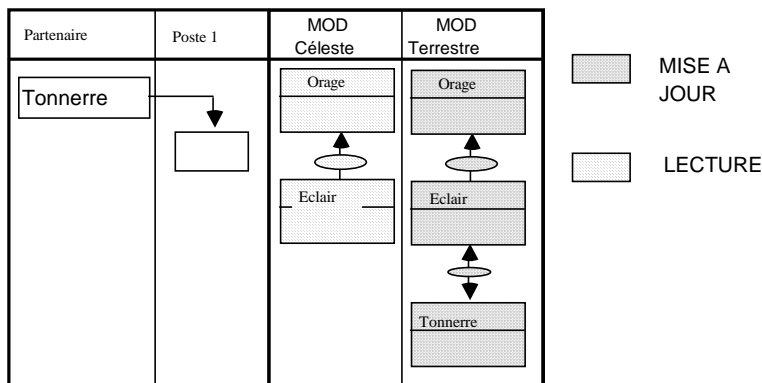 Partenaire
Poste 1
MOD
Céleste
MOD
Terrestre
Tonnerre
Orage
Orage
Eclair
Eclair
Tonnerre
MISE A
JOUR
LECTURE